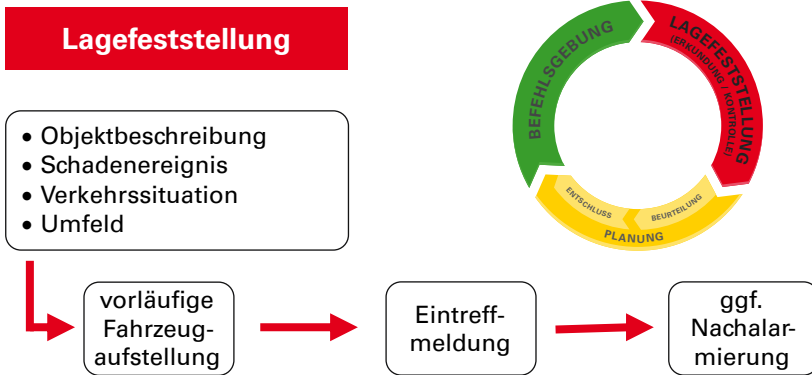 Lagefeststellung
• Objektbeschreibung
• Schadenereignis
• Verkehrssituation
• Umfeld
BEFEHLSGEBUNG
LAGEFESTSTELLUNG
(ERKUNDUNG / KONTROLLE)
ENTSCHLUSS
BEURTEILUNG
PLANUNG
vorläufige
Fahrzeug-
aufstellung
Eintreff-
meldung
ggf.
Nachalar-
mierung